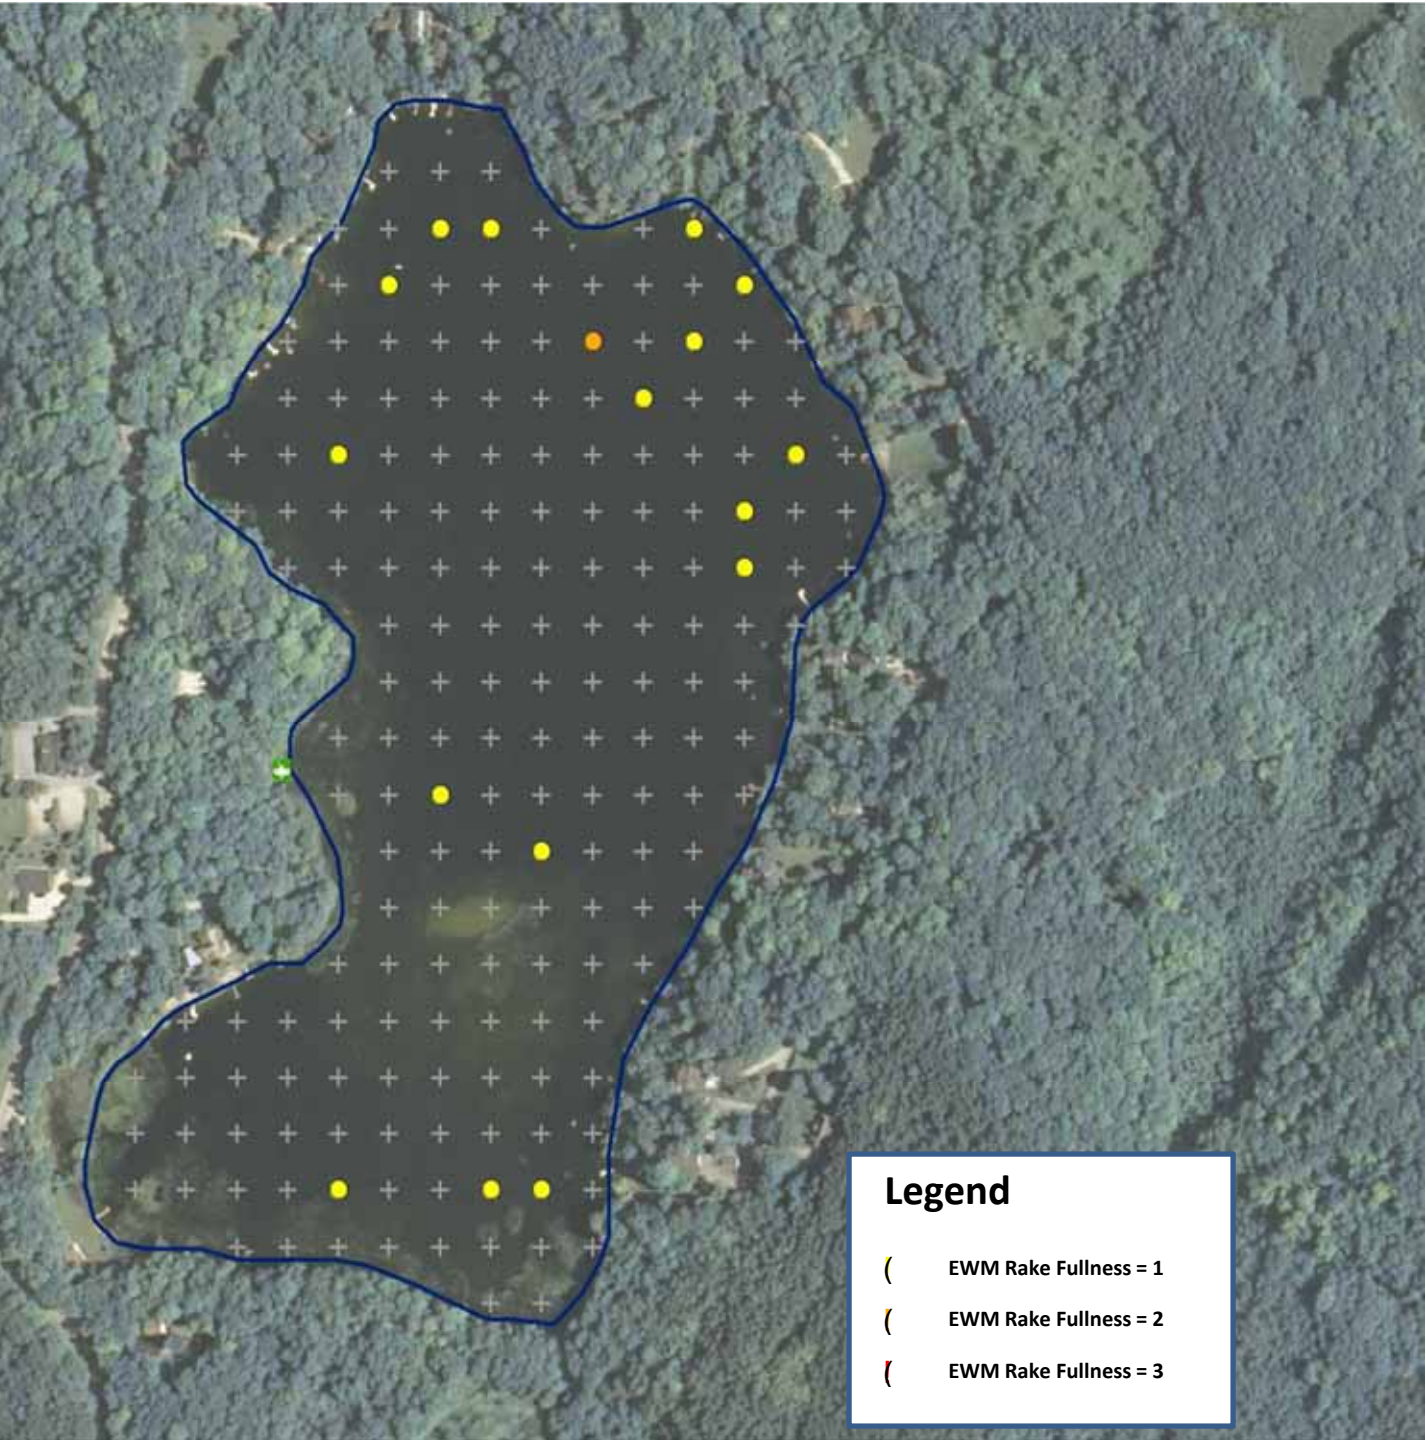 Legend
( EWM Rake Fullness = 1
( EWM Rake Fullness = 2
( EWM Rake Fullness = 3